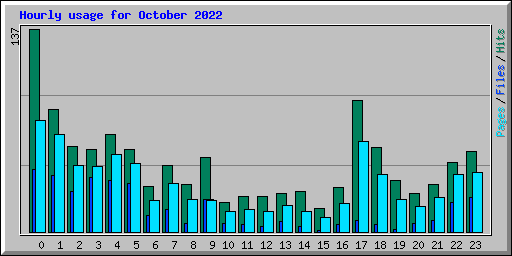 Hourly usage for October 2022
137
Pages / Files / Hits
0 1 2 3 4 5 6 7 8 9 10 11 12 13 14 15 16 17 18 19 20 21 22 23